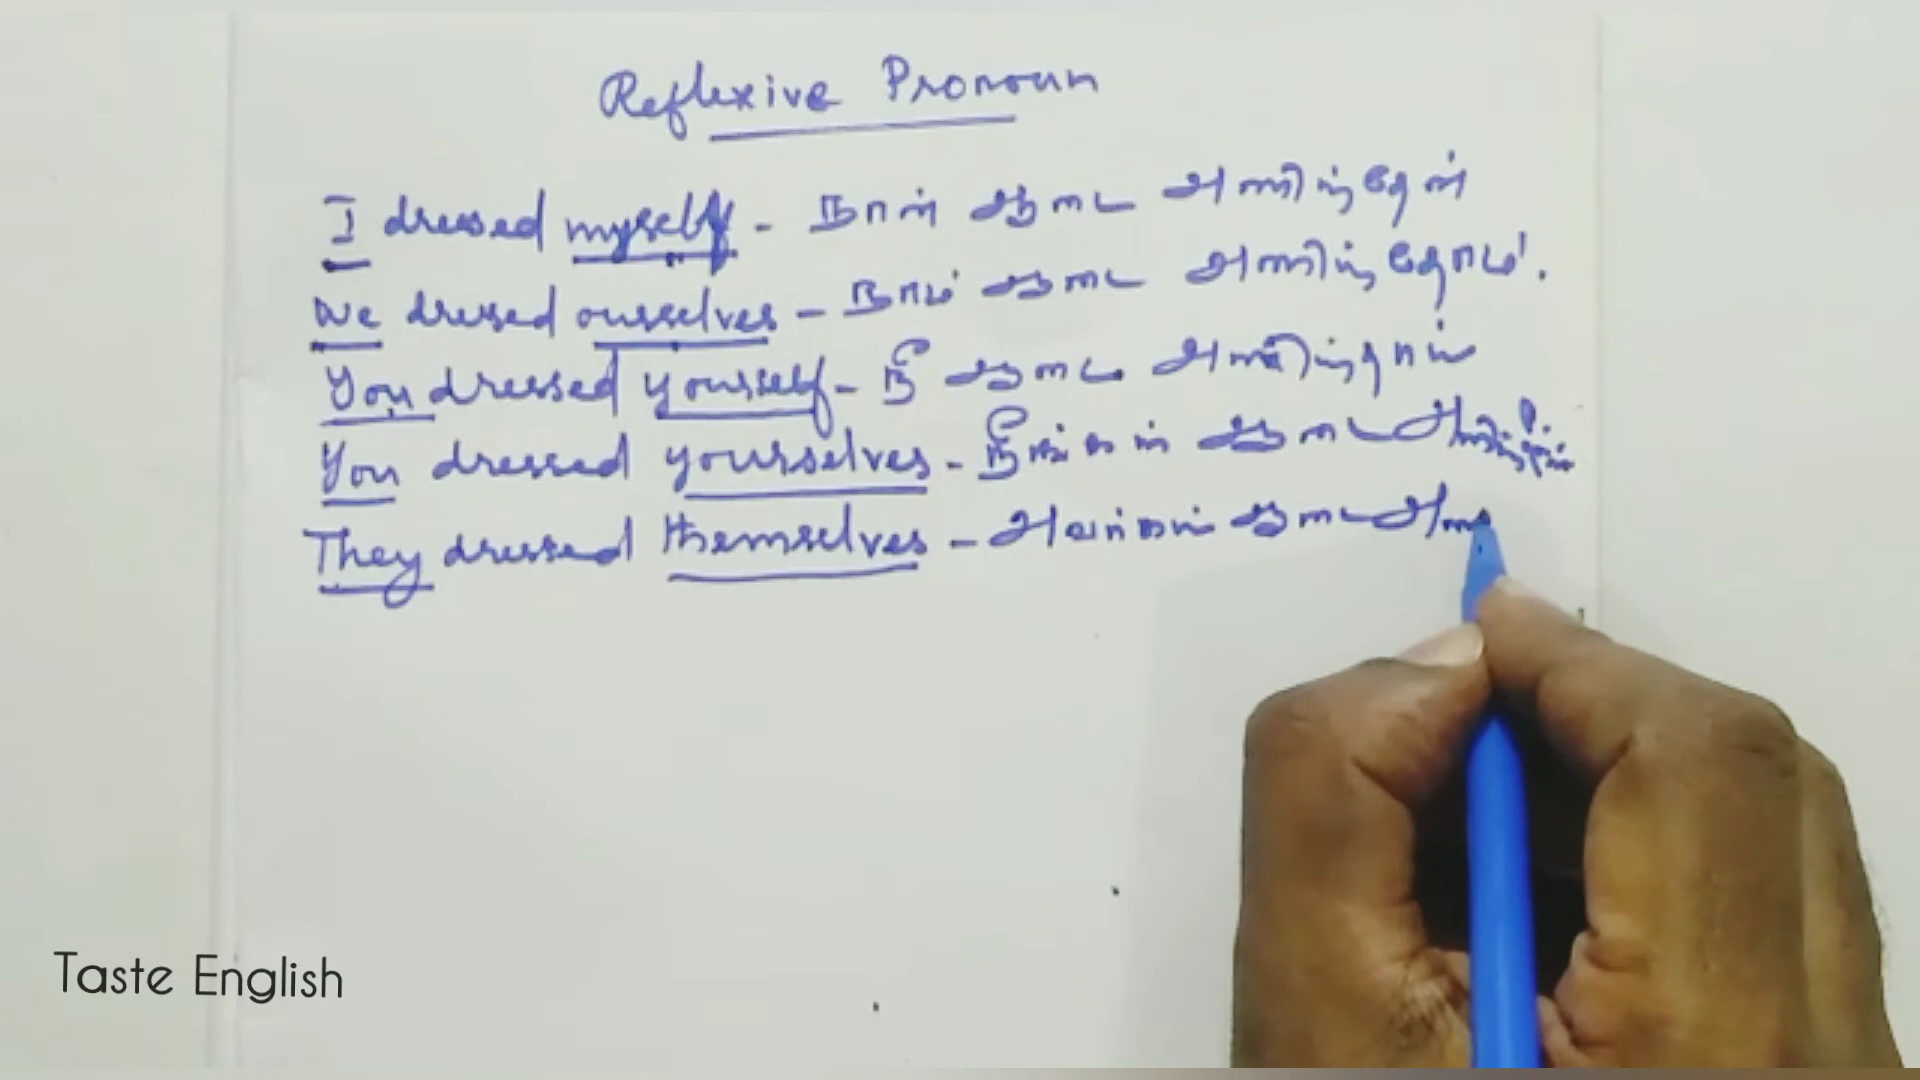 Reflexive Pronoun
I dressed myself - நான் ஆடை அணிந்தேன்
We dressed ourselves - நாம் ஆடை அணிந்தோம்.
You dressed yourself - நீ ஆடை அணிந்தாய்
You dressed yourselves - நீங்கள் ஆடை
They dressed themselves - அவர்கள் ஆடை அணி
Taste English